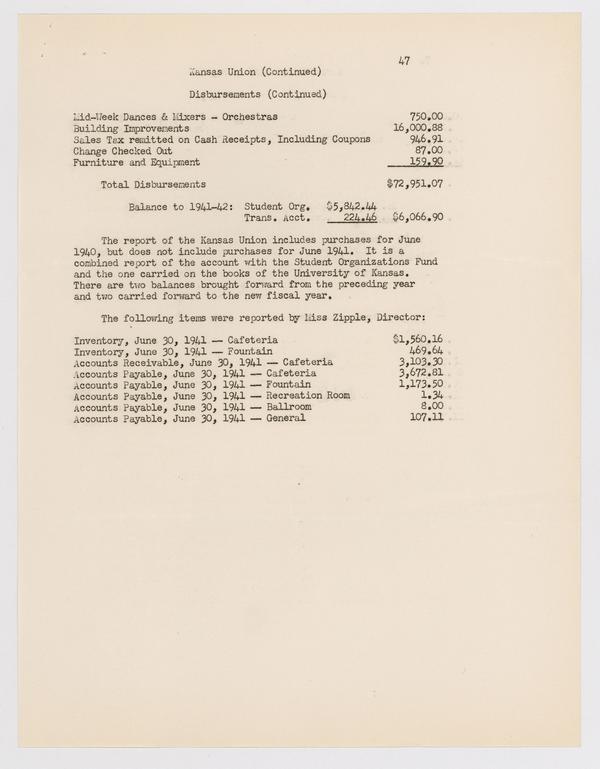 47
Kansas Union (Continued)
Disbursements (Continued)
Mid-Week Dances & Mixers - Orchestras 750.00
Building Improvements 16,000.88
Sales Tax remitted on Cash Receipts, Including Coupons 946.91
Change Checked Out 87.00
Furniture and Equipment 159.90
Total Disbursements $72,951.07
Balance to 1941-42: Student Org. $5,842.44
Trans. Acct. 224.46 $6,066.90
The report of the Kansas Union includes purchases for June
1940, but does not include purchases for June 1941. It is a
combined report of the account with the Student Organizations Fund
and the one carried on the books of the University of Kansas.
There are two balances brought forward from the preceding year
and two carried forward to the new fiscal year.
The following items were reported by Miss Zipple, Director:
Inventory, June 30, 1941 -- Cafeteria $1,560.16
Inventory, June 30, 1941 -- Fountain 469.64
Accounts Receivable, June 30, 1941 -- Cafeteria 3,103.30
Accounts Payable, June 30, 1941 -- Cafeteria 3,672.81
Accounts Payable, June 30, 1941 -- Fountain 1,173.50
Accounts Payable, June 30, 1941 -- Recreation Room 1.34
Accounts Payable, June 30, 1941 -- Ballroom 8.00
Accounts Payable, June 30, 1941 -- General 107.11